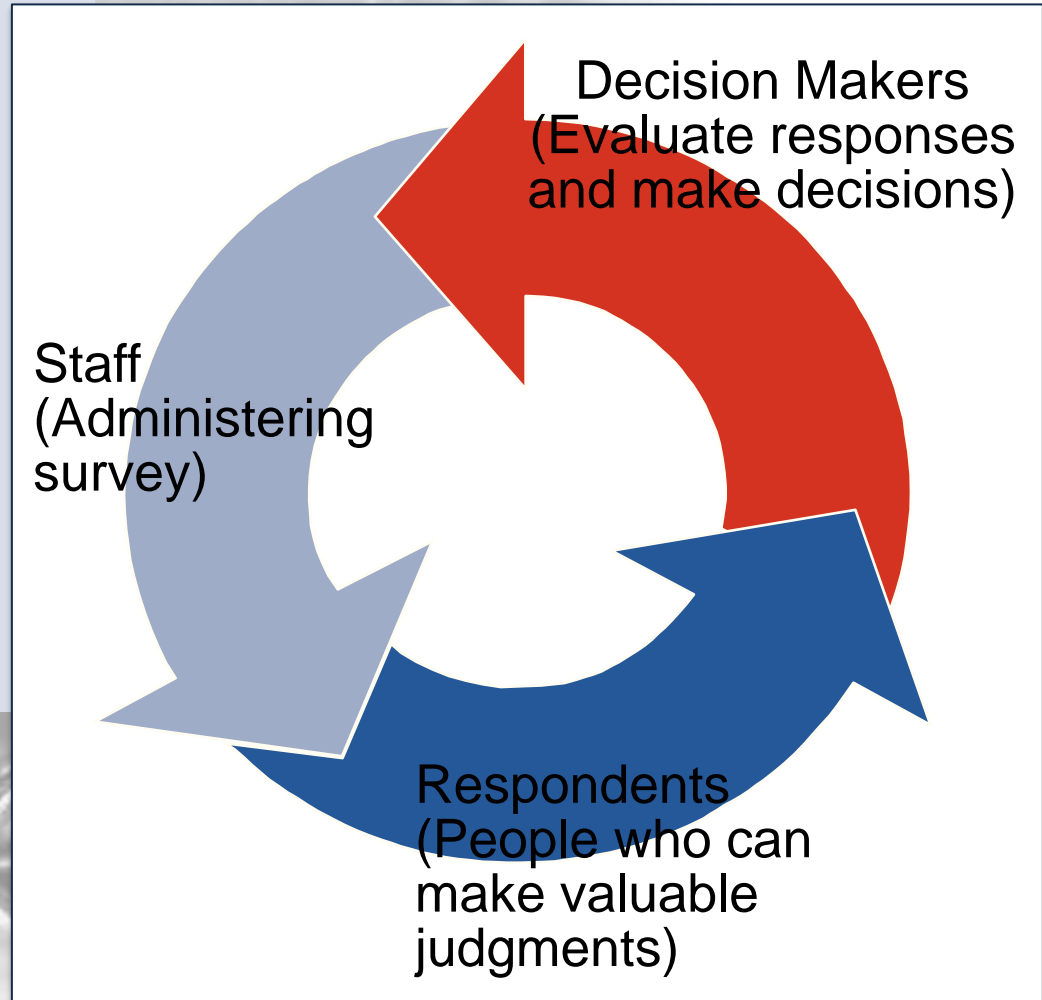 Decision Makers
(Evaluate responses
and make decisions)
Staff
(Administering
survey)
Respondents
(People who can
make valuable
judgments)